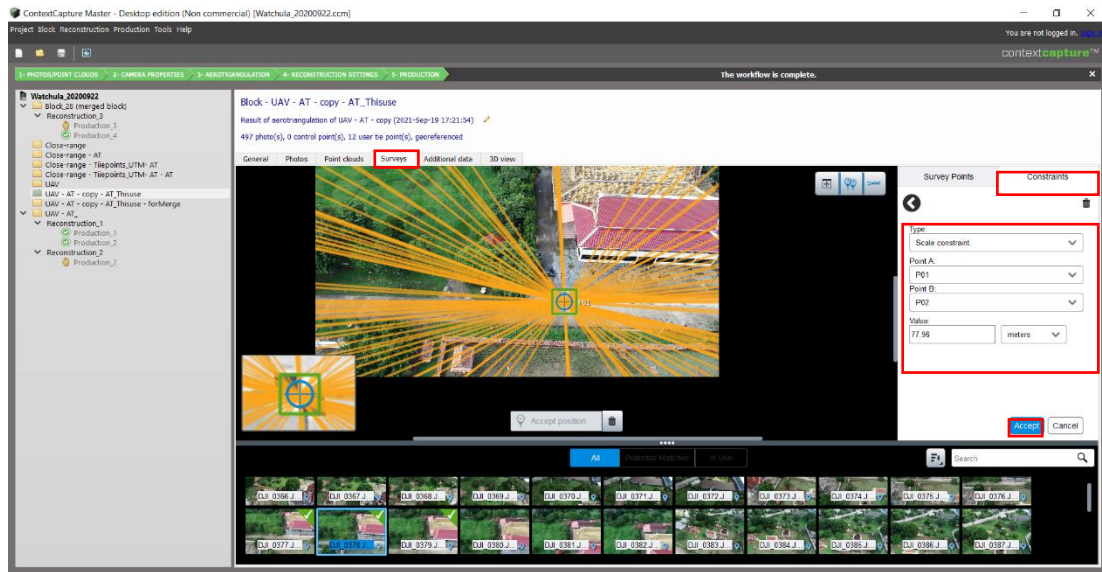 ContextCapture Master - Desktop edition (Non commercial) [Watchula_20200922.ccm]
Project Block Reconstruction Production Tools Help
You are not logged in.
contextcapture™
1- PHOTOS/POINT CLOUDS 2- CAMERA PROPERTIES 3- AEROTRIANGULATION 4- RECONSTRUCTION SETTINGS 5- PRODUCTION The workflow is complete.
Watchula_20200922
Block_28 (merged block)
Reconstruction_3
Production_3
Production_4
Close-range
Close-range - AT
Close-range - Tiiepoints_UTM- AT
Close-range - Tiiepoints_UTM- AT - AT
UAV
UAV - AT - copy - AT_Thisuse
UAV - AT - copy - AT_Thisuse - forMerge
UAV - AT_
Reconstruction_1
Production_1
Production_2
Reconstruction_2
Production_2
Block - UAV - AT - copy - AT_Thisuse
Result of aerotriangulation of UAV - AT - copy (2021-Sep-19 17:21:54)
497 photo(s), 0 control point(s), 12 user tie point(s), georeferenced
General Photos Point clouds Surveys Additional data 3D view
P01
Accept position
Survey Points Constraints
Type:
Scale constraint
Point A:
P01
Point B:
P02
Value:
77.96 meters
Accept Cancel
All Potential Matches In Use Search
DJI_0366.J... DJI_0367.J... DJI_0368.J... DJI_0369.J... DJI_0370.J... DJI_0371.J... DJI_0372.J... DJI_0373.J... DJI_0374.J... DJI_0375.J... DJI_0376.J...
DJI_0377.J... DJI_0378.J... DJI_0379.J... DJI_0380.J... DJI_0381.J... DJI_0382.J... DJI_0383.J... DJI_0384.J... DJI_0385.J... DJI_0386.J... DJI_0387.J...